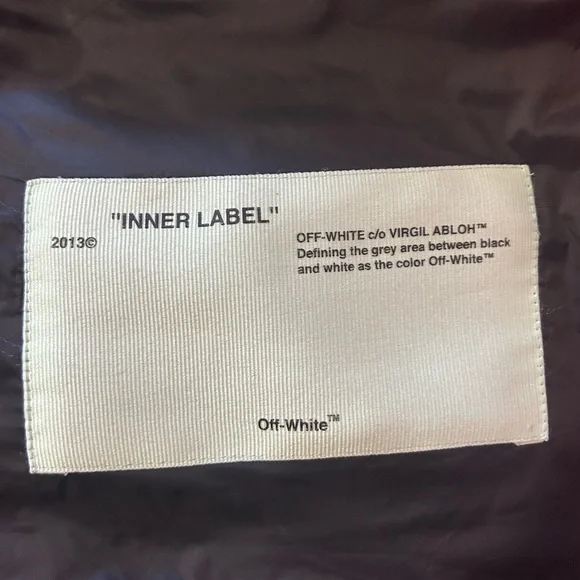 "INNER LABEL"
2013©
OFF-WHITE c/o VIRGIL ABLOH™
Defining the grey area between black
and white as the color Off-White™
Off-White™